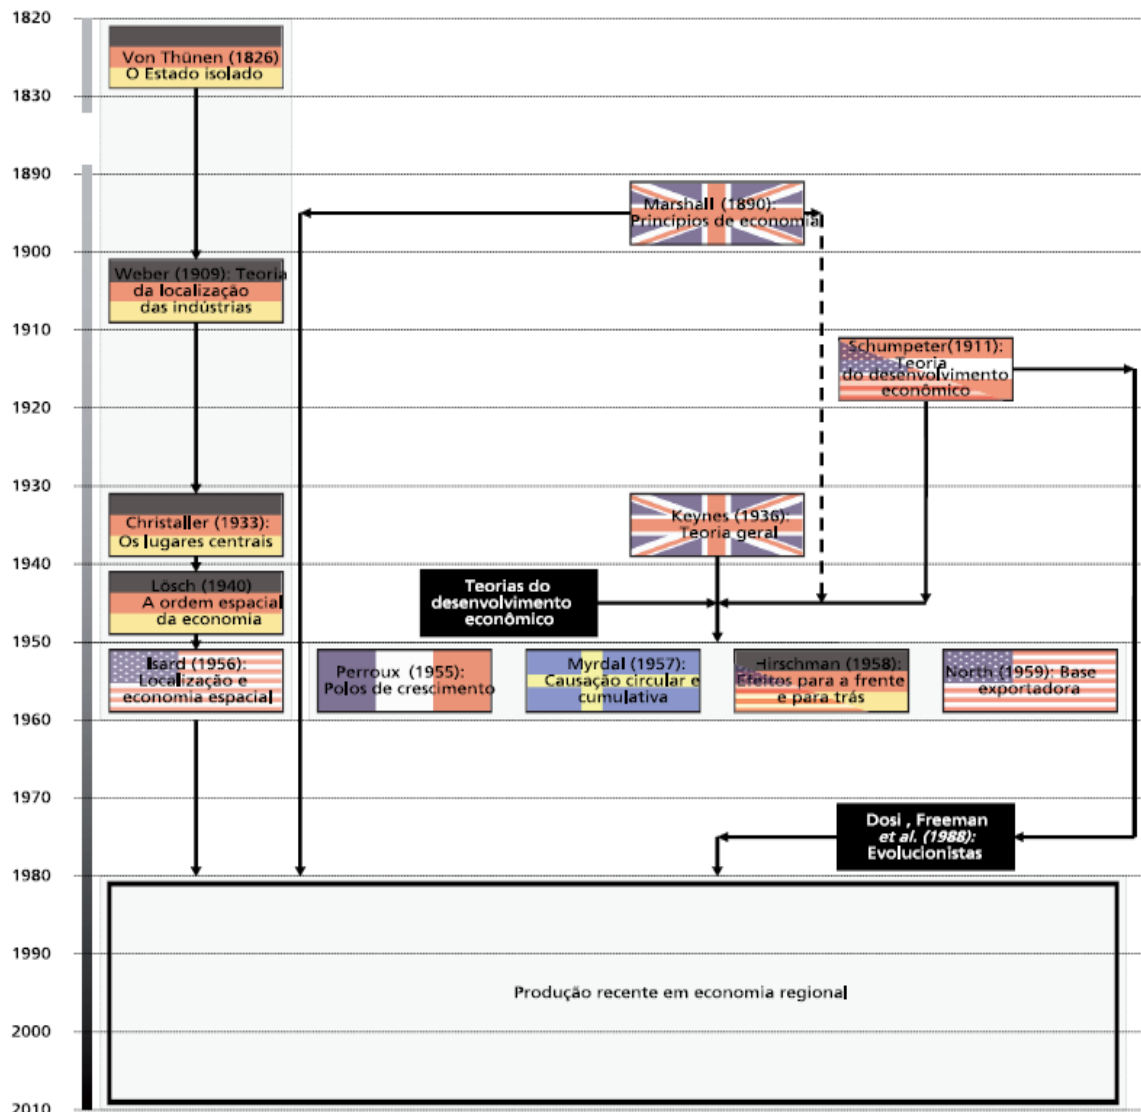 1820
Von Thünen (1826)
O Estado isolado
1830
1890
Marshall (1890):
Princípios de economia
1900
Weber (1909): Teoria
da localização
das indústrias
1910
Schumpeter(1911):
Teoria
do desenvolvimento
econômico
1920
1930
Christaller (1933):
Os lugares centrais
Keynes (1936):
Teoria geral
1940
Lösch (1940)
A ordem espacial
da economia
Teorias do
desenvolvimento
econômico
1950
Isard (1956):
Localização e
economia espacial
Perroux (1955):
Polos de crescimento
Myrdal (1957):
Causação circular e
cumulativa
Hirschman (1958):
Efeitos para a frente
e para trás
North (1959): Base
exportadora
1960
1970
Dosi , Freeman
et al. (1988):
Evolucionistas
1980
1990
Produção recente em economia regional
2000
2010